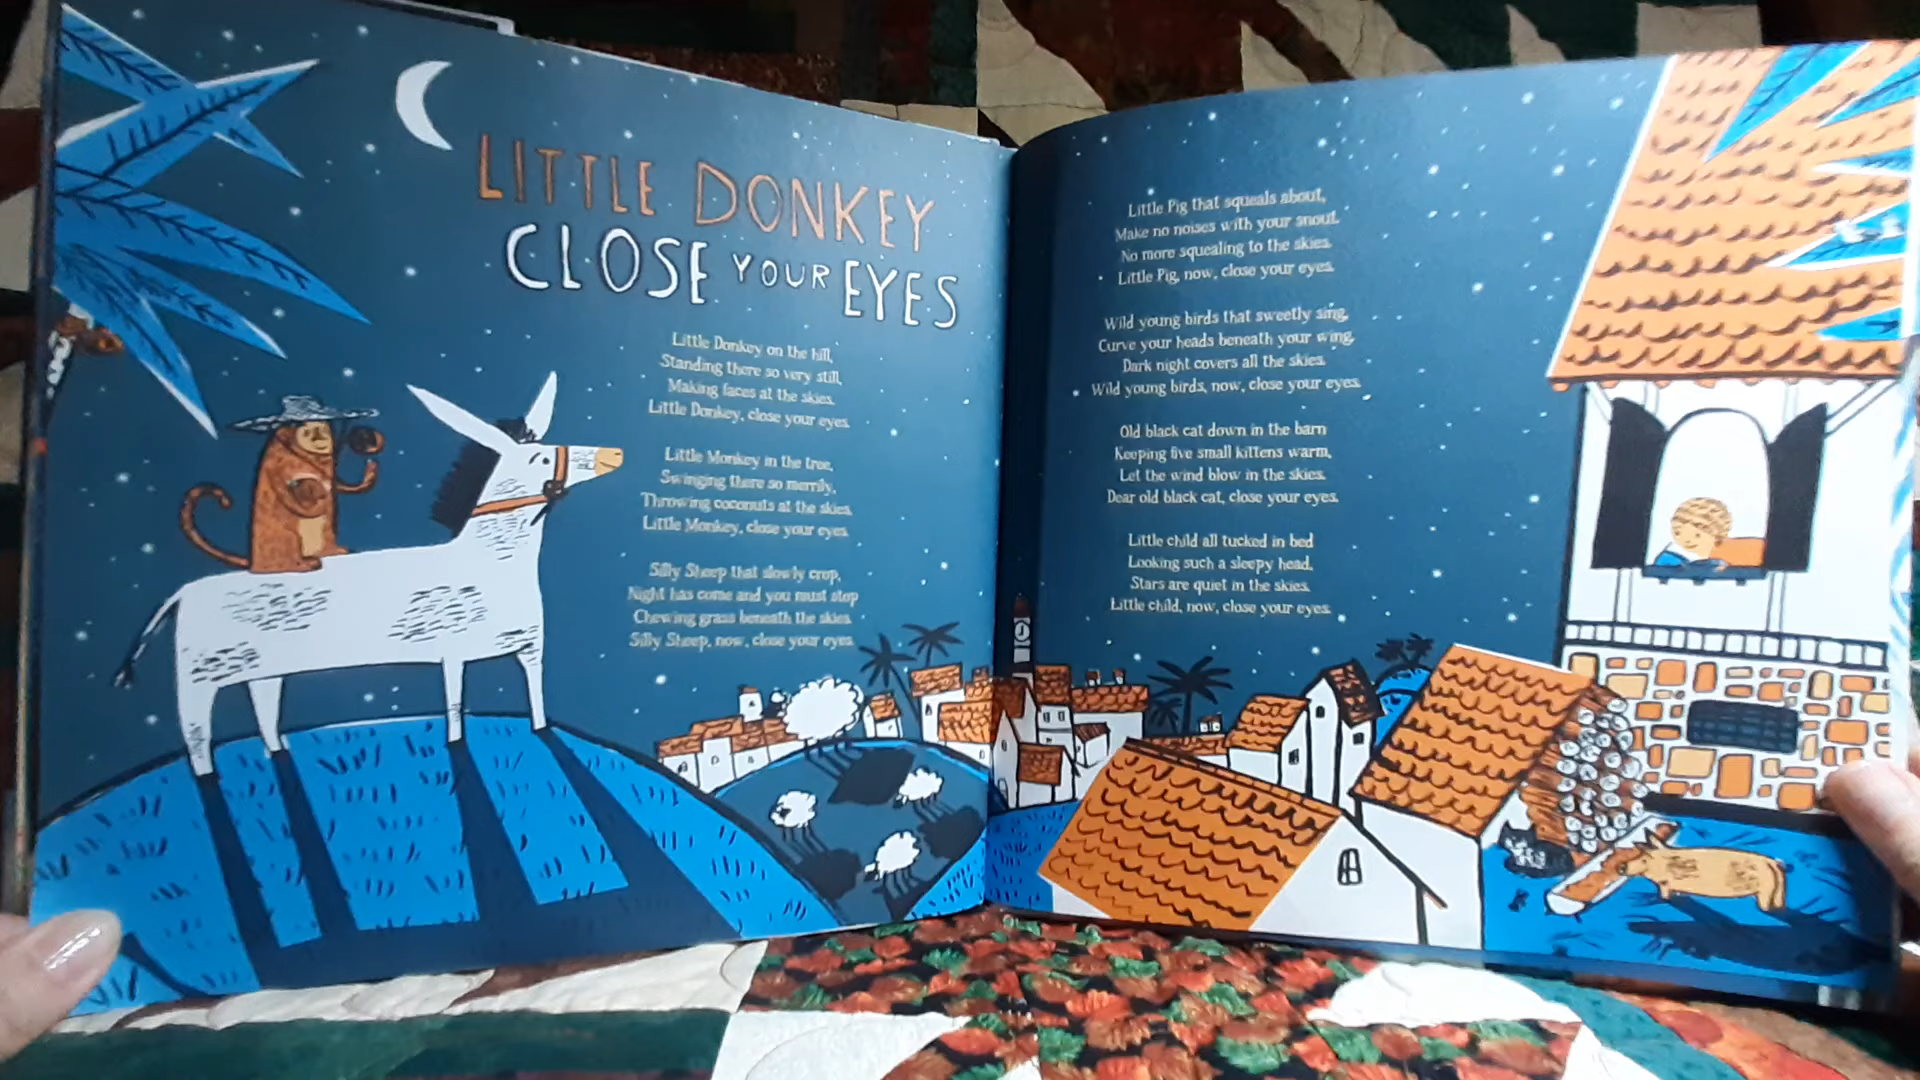 LITTLE DONKEY
CLOSE YOUR EYES
Little Donkey on the hill,
Standing there so very still,
Making faces at the skies.
Little Donkey, close your eyes.
Little Monkey in the tree,
Swinging there so merrily,
Throwing coconuts at the skies.
Little Monkey, close your eyes.
Silly Sheep that slowly crop,
Night has come and you must stop
Chewing grass beneath the skies.
Silly Sheep, now, close your eyes.
Little Pig that squeals about,
Make no noises with your snout.
No more squealing to the skies.
Little Pig, now, close your eyes.
Wild young birds that sweetly sing,
Curve your heads beneath your wing,
Dark night covers all the skies.
Wild young birds, now, close your eyes.
Old black cat down in the barn
Keeping five small kittens warm,
Let the wind blow in the skies.
Dear old black cat, close your eyes.
Little child all tucked in bed
Looking such a sleepy head,
Stars are quiet in the skies.
Little child, now, close your eyes.